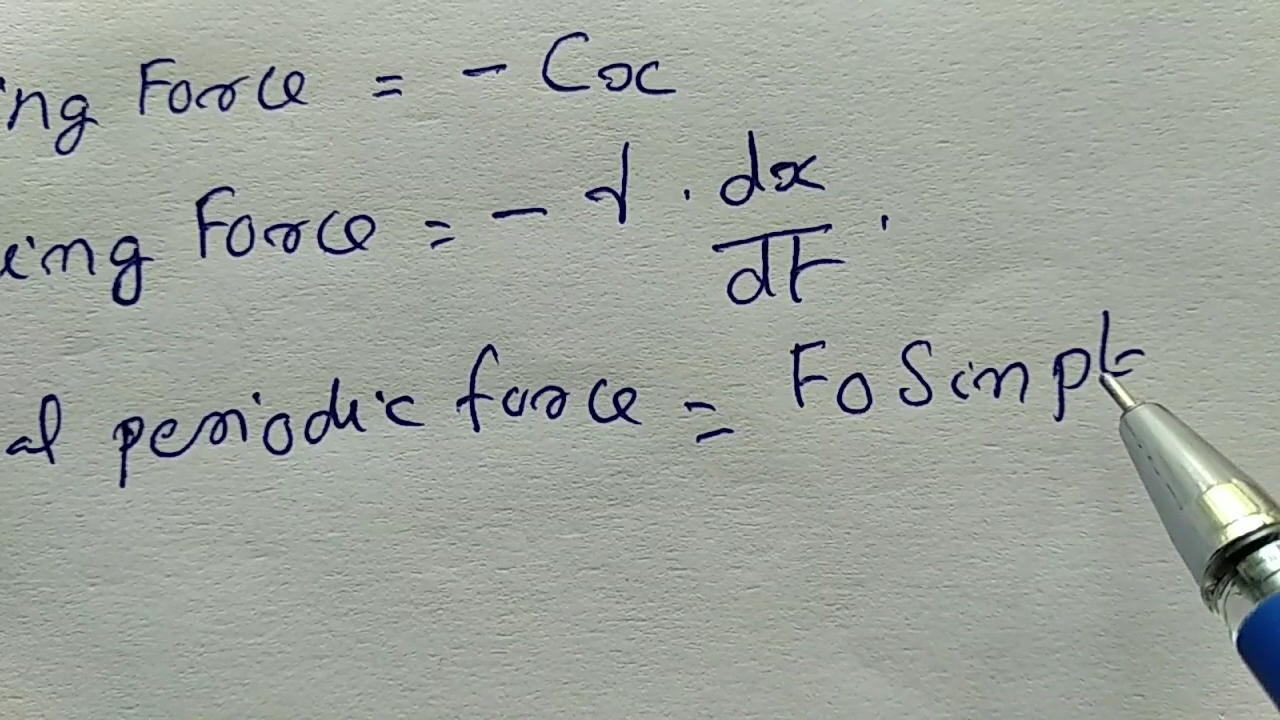 ing Force = - Cx
ing Force = - γ . dx/dt .
al periodic force = F0 Sin pt